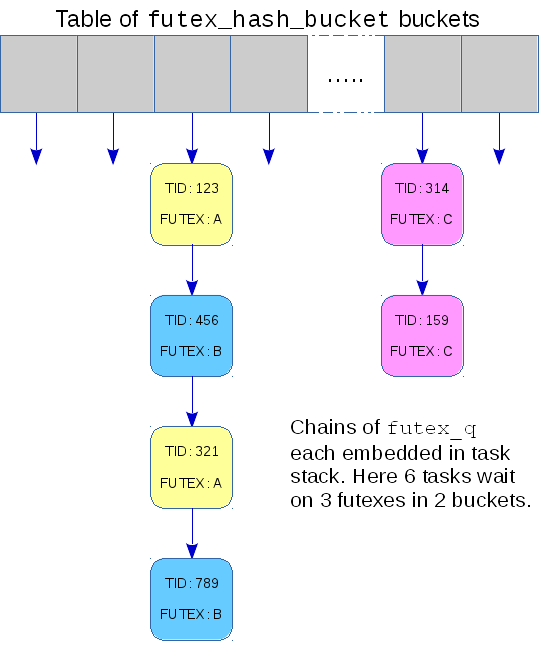 Table of futex_hash_bucket buckets
.....
TID:123
FUTEX:A
TID:314
FUTEX:C
TID:456
FUTEX:B
TID:159
FUTEX:C
TID:321
FUTEX:A
Chains of futex_q
each embedded in task
stack. Here 6 tasks wait
on 3 futexes in 2 buckets.
TID:789
FUTEX:B